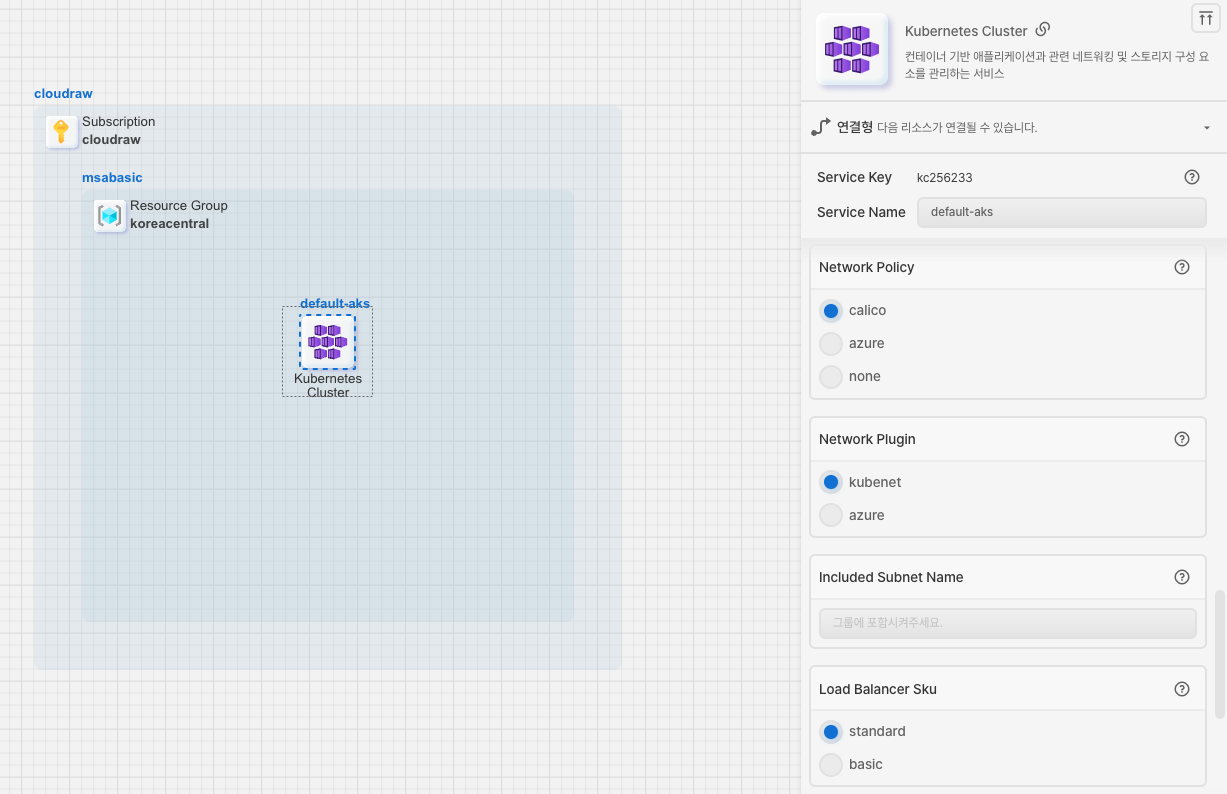 cloudraw
Subscription
cloudraw
msabasic
Resource Group
koreacentral
default-aks
Kubernetes
Cluster
Kubernetes Cluster
컨테이너 기반 애플리케이션과 관련 네트워킹 및 스토리지 구성 요
소를 관리하는 서비스
연결형 다음 리소스가 연결될 수 있습니다.
Service Key kc256233
Service Name default-aks
Network Policy
calico
azure
none
Network Plugin
kubenet
azure
Included Subnet Name
그룹에 포함시켜주세요.
Load Balancer Sku
standard
basic